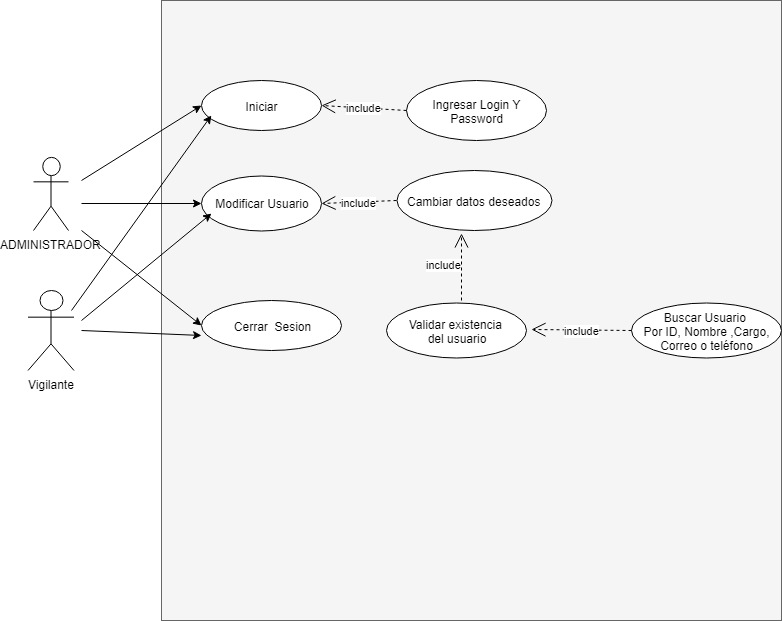 Iniciar
include
Ingresar Login Y
Password
ADMINISTRADOR
Modificar Usuario
include
Cambiar datos deseados
include
Vigilante
Cerrar  Sesion
Validar existencia
del usuario
include
Buscar Usuario
Por ID, Nombre ,Cargo,
Correo o teléfono